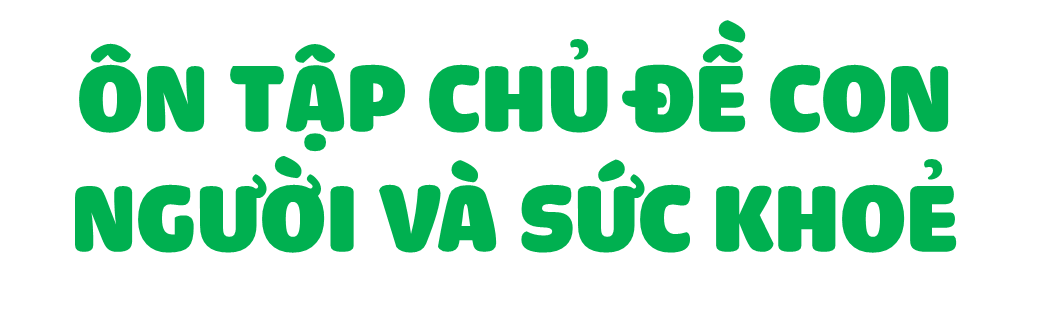 ÔN TẬP CHỦ ĐỀ CON
NGƯỜI VÀ SỨC KHOẺ